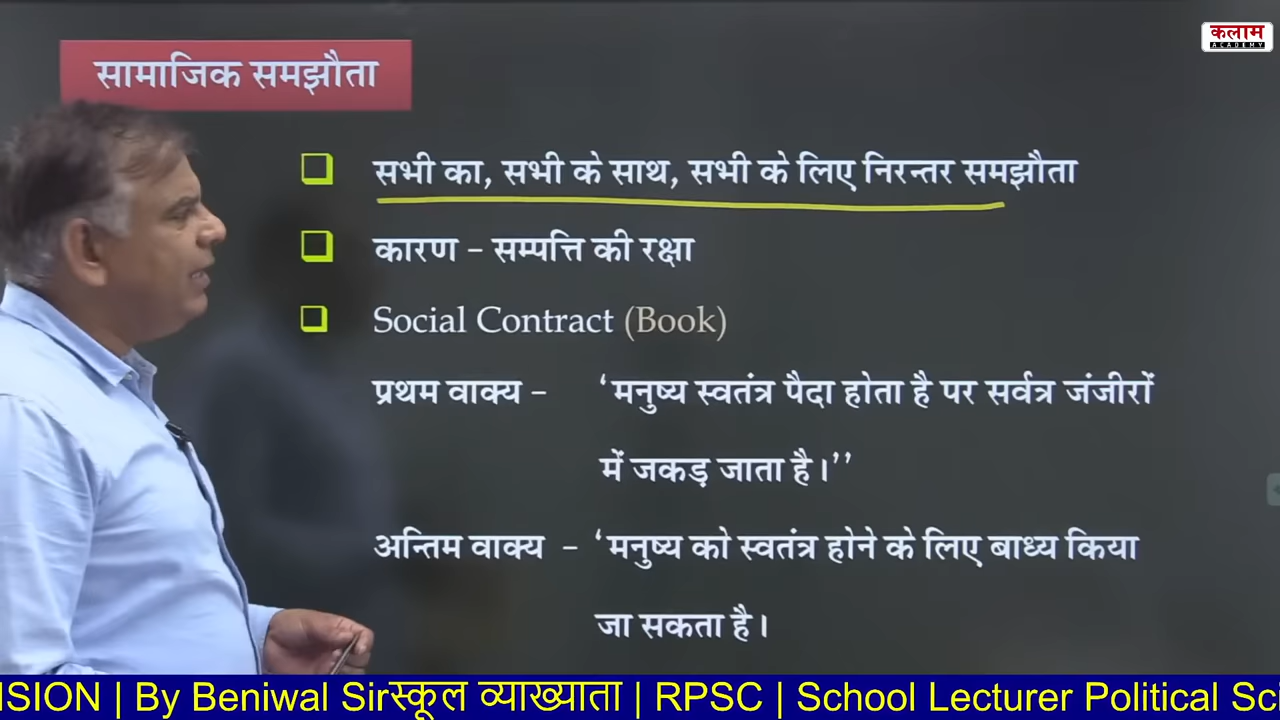 कलाम
ACADEMY
सामाजिक समझौता
सभी का, सभी के साथ, सभी के लिए निरन्तर समझौता
कारण – सम्पत्ति की रक्षा
Social Contract (Book)
प्रथम वाक्य – ‘मनुष्य स्वतंत्र पैदा होता है पर सर्वत्र जंजीरों
में जकड़ जाता है।’’
अन्तिम वाक्य – ‘मनुष्य को स्वतंत्र होने के लिए बाध्य किया
जा सकता है।
ISION | By Beniwal Sirस्कूल व्याख्याता | RPSC | School Lecturer Political Sci